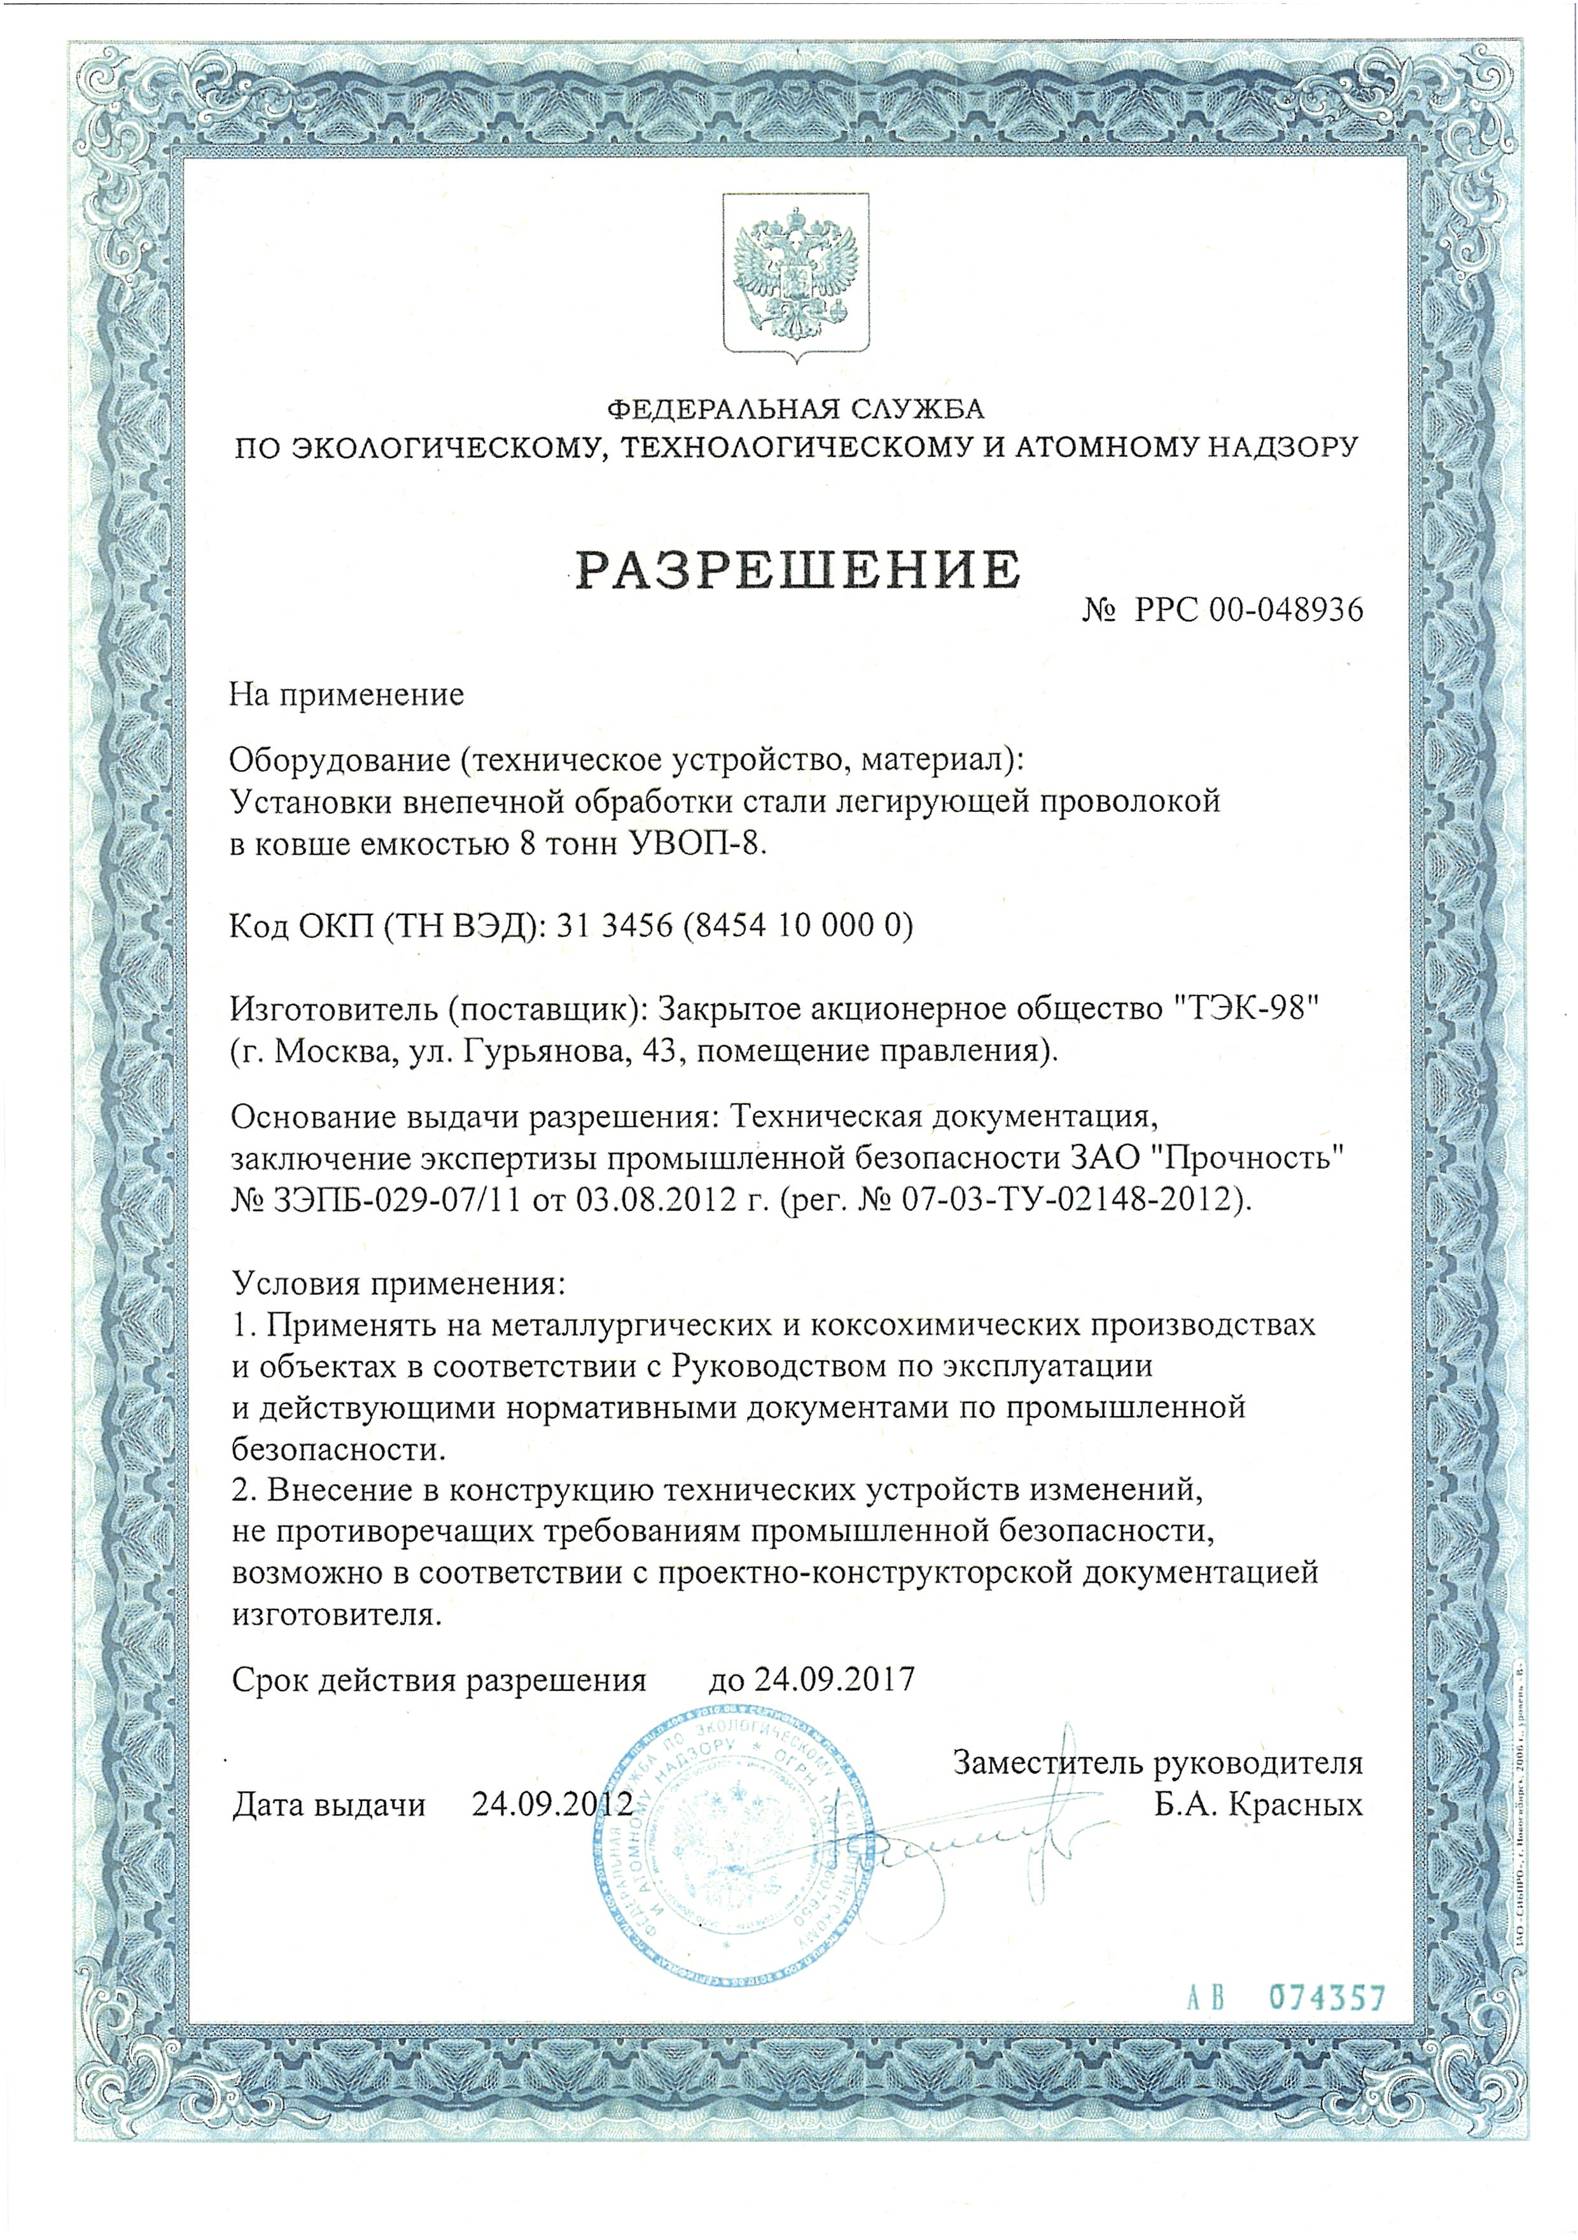 ФЕДЕРАЛЬНАЯ СЛУЖБА
ПО ЭКОЛОГИЧЕСКОМУ, ТЕХНОЛОГИЧЕСКОМУ И АТОМНОМУ НАДЗОРУ
РАЗРЕШЕНИЕ
№ РРС 00-048936
На применение
Оборудование (техническое устройство, материал):
Установки внепечной обработки стали легирующей проволокой
в ковше емкостью 8 тонн УВОП-8.
Код ОКП (ТН ВЭД): 31 3456 (8454 10 000 0)
Изготовитель (поставщик): Закрытое акционерное общество "ТЭК-98"
(г. Москва, ул. Гурьянова, 43, помещение правления).
Основание выдачи разрешения: Техническая документация,
заключение экспертизы промышленной безопасности ЗАО "Прочность"
№ ЗЭПБ-029-07/11 от 03.08.2012 г. (рег. № 07-03-ТУ-02148-2012).
Условия применения:
1. Применять на металлургических и коксохимических производствах
и объектах в соответствии с Руководством по эксплуатации
и действующими нормативными документами по промышленной
безопасности.
2. Внесение в конструкцию технических устройств изменений,
не противоречащих требованиям промышленной безопасности,
возможно в соответствии с проектно-конструкторской документацией
изготовителя.
Срок действия разрешения до 24.09.2017
Заместитель руководителя
Дата выдачи 24.09.2012 Б.А. Красных
ФЕДЕРАЛЬНАЯ СЛУЖБА ПО ЭКОЛОГИЧЕСКОМУ, ТЕХНОЛОГИЧЕСКОМУ
И АТОМНОМУ НАДЗОРУ * ОГРН
АВ 074357